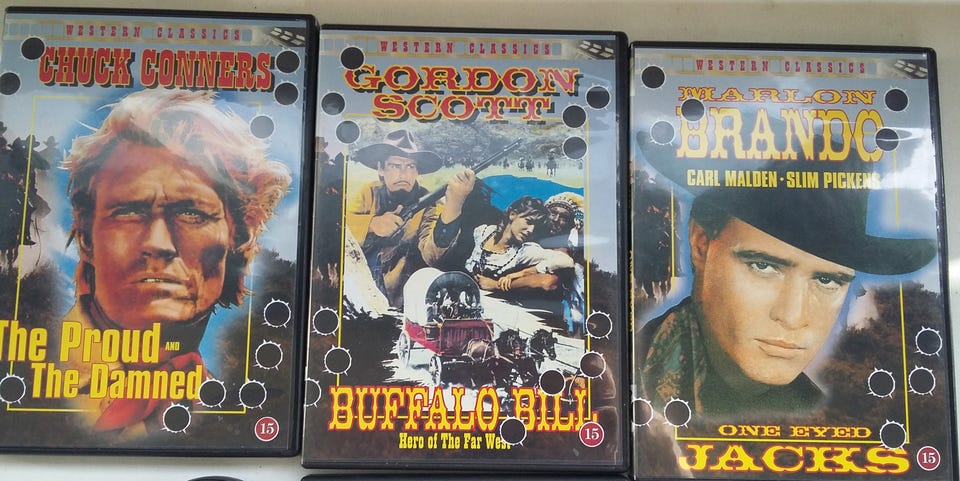 WESTERN CLASSICS
CHUCK CONNERS
The Proud AND
The Damned
15
WESTERN CLASSICS
GORDON
SCOTT
BUFFALO BILL
Hero of The Far West
15
WESTERN CLASSICS
MARLON
BRANDO
CARL MALDEN · SLIM PICKENS
ONE EYED
JACKS
15